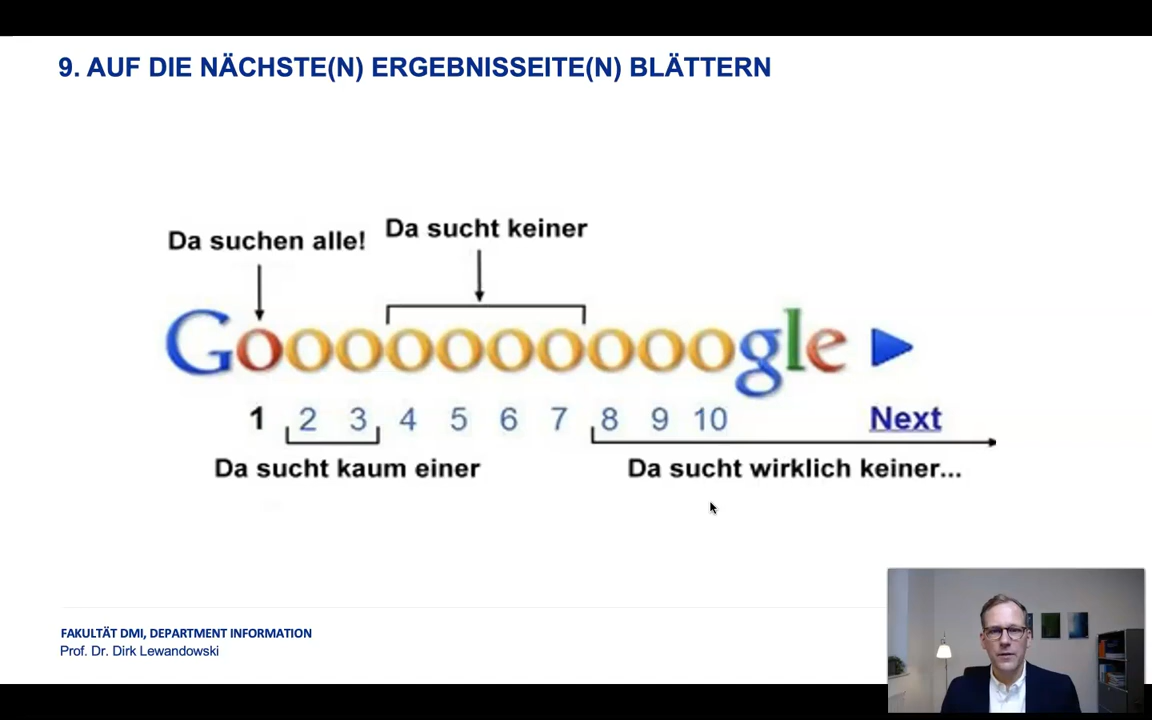 9. AUF DIE NÄCHSTE(N) ERGEBNISSEITE(N) BLÄTTERN
Da suchen alle! Da sucht keiner
Goooooooooogle
1 2 3 4 5 6 7 8 9 10 Next
Da sucht kaum einer Da sucht wirklich keiner...
FAKULTÄT DMI, DEPARTMENT INFORMATION
Prof. Dr. Dirk Lewandowski